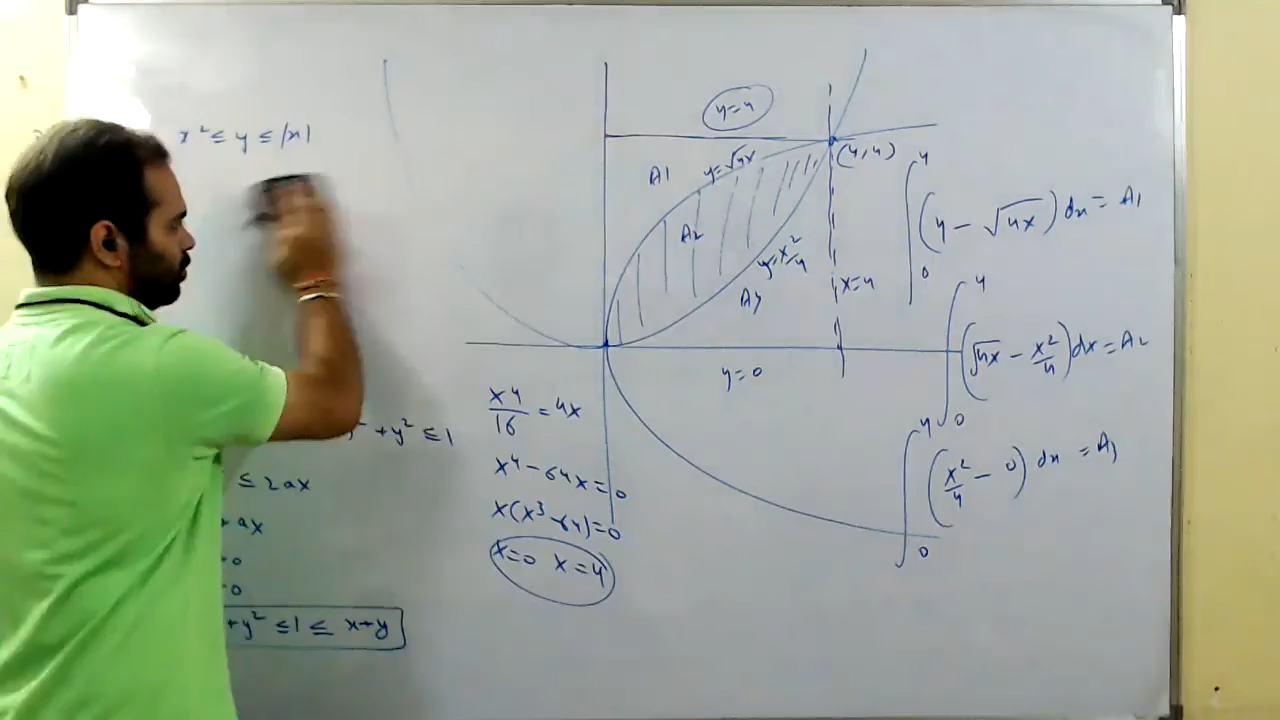 x² ≤ y ≤ |x|
+y² ≤ 1
≤ 2ax
ax
=0
=0
+y² ≤ 1 ≤ x+y
y=4
A1
y=√4x
(4,4)
A2
y=x²/4
A3
x=4
y=0
x⁴/16 = 4x
x⁴-64x=0
x(x³-64)=0
x=0 x=4
∫₀⁴ (4-√4x) dx = A1
∫₀⁴ (√4x - x²/4) dx = A2
∫₀⁴ (x²/4 - 0) dx = A3